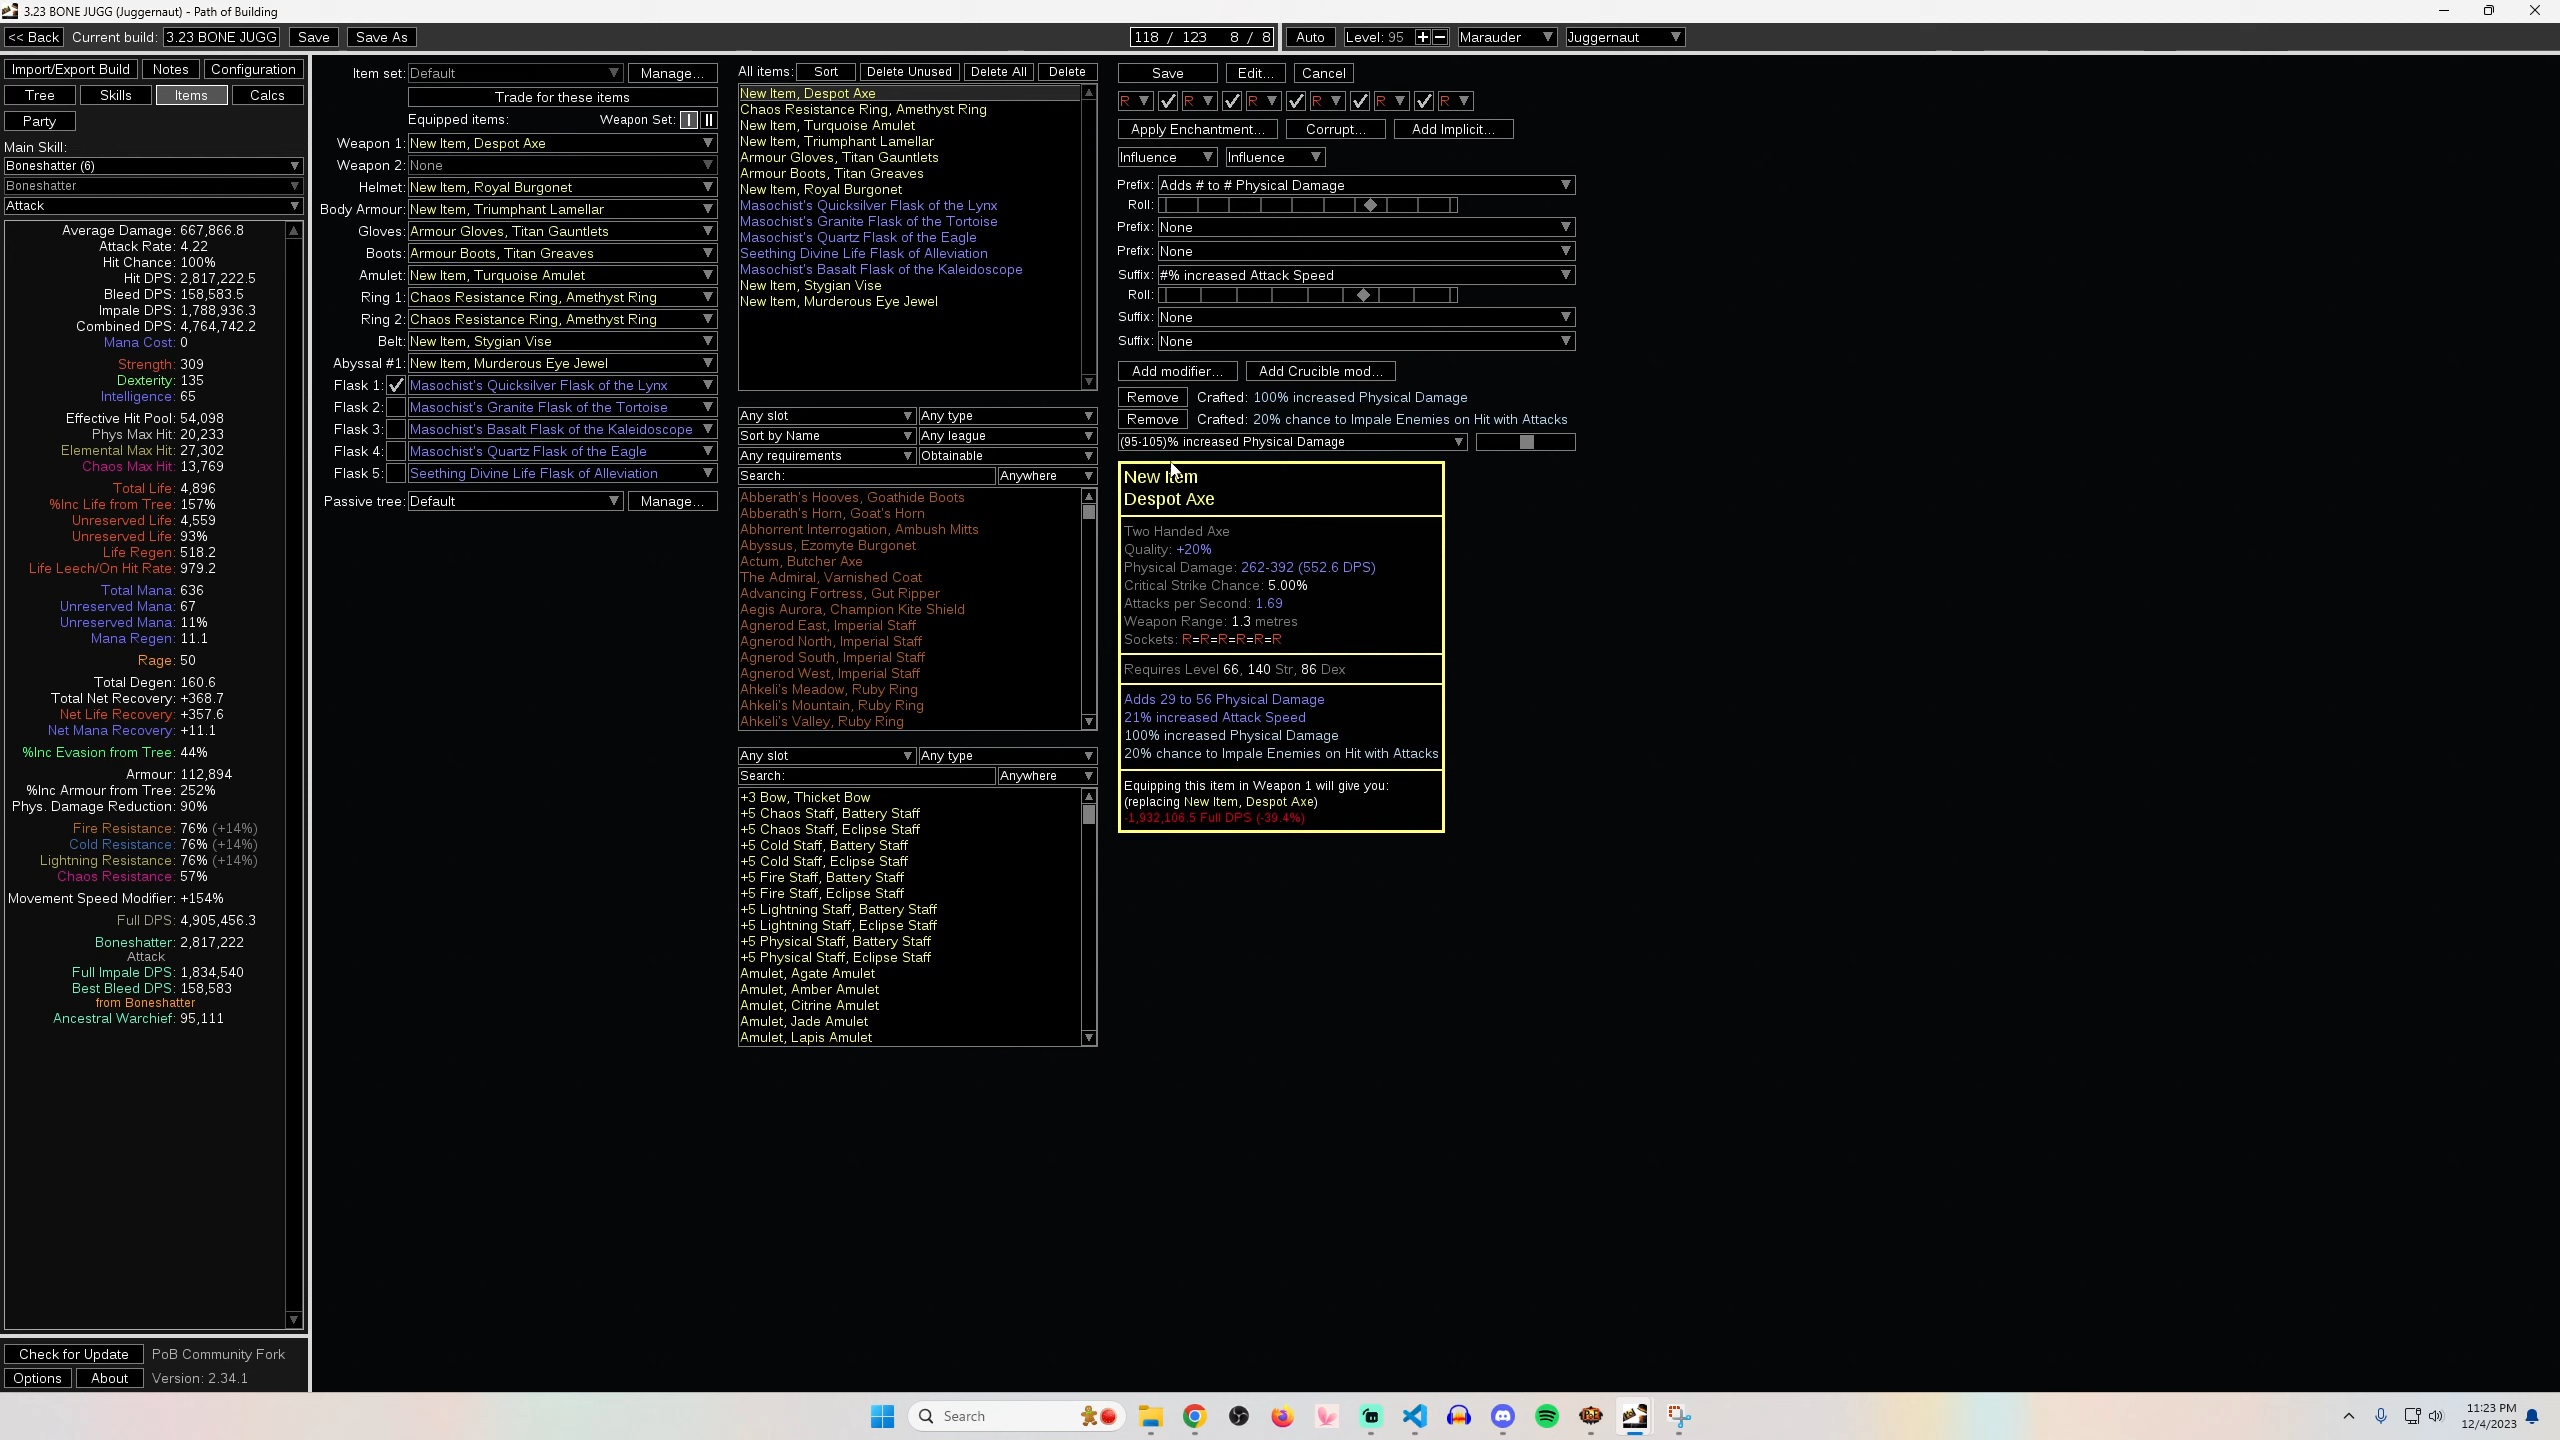 3.23 BONE JUGG (Juggernaut) - Path of Building
<< Back
Current build: 3.23 BONE JUGG
Save
Save As
118 / 123 8 / 8
Auto
Level: 95
Marauder
Juggernaut
Import/Export Build
Notes
Configuration
Tree
Skills
Items
Calcs
Party
Main Skill:
Boneshatter (6)
Boneshatter
Attack
Average Damage: 667,866.8
Attack Rate: 4.22
Hit Chance: 100%
Hit DPS: 2,817,222.5
Bleed DPS: 158,583.5
Impale DPS: 1,788,936.3
Combined DPS: 4,764,742.2
Mana Cost: 0
Strength: 309
Dexterity: 135
Intelligence: 65
Effective Hit Pool: 54,098
Phys Max Hit: 20,233
Elemental Max Hit: 27,302
Chaos Max Hit: 13,769
Total Life: 4,896
%Inc Life from Tree: 157%
Unreserved Life: 4,559
Unreserved Life: 93%
Life Regen: 518.2
Life Leech/On Hit Rate: 979.2
Total Mana: 636
Unreserved Mana: 67
Unreserved Mana: 11%
Mana Regen: 11.1
Rage: 50
Total Degen: 160.6
Total Net Recovery: +368.7
Net Life Recovery: +357.6
Net Mana Recovery: +11.1
%Inc Evasion from Tree: 44%
Armour: 112,894
%Inc Armour from Tree: 252%
Phys. Damage Reduction: 90%
Fire Resistance: 76% (+14%)
Cold Resistance: 76% (+14%)
Lightning Resistance: 76% (+14%)
Chaos Resistance: 57%
Movement Speed Modifier: +154%
Full DPS: 4,905,456.3
Boneshatter: 2,817,222
Attack
Full Impale DPS: 1,834,540
Best Bleed DPS: 158,583
from Boneshatter
Ancestral Warchief: 95,111
Check for Update
PoB Community Fork
Options
About
Version: 2.34.1
Item set: Default
Manage...
Trade for these items
Equipped items:
Weapon Set: I II
Weapon 1: New Item, Despot Axe
Weapon 2: None
Helmet: New Item, Royal Burgonet
Body Armour: New Item, Triumphant Lamellar
Gloves: Armour Gloves, Titan Gauntlets
Boots: Armour Boots, Titan Greaves
Amulet: New Item, Turquoise Amulet
Ring 1: Chaos Resistance Ring, Amethyst Ring
Ring 2: Chaos Resistance Ring, Amethyst Ring
Belt: New Item, Stygian Vise
Abyssal #1: New Item, Murderous Eye Jewel
Flask 1: Masochist's Quicksilver Flask of the Lynx
Flask 2: Masochist's Granite Flask of the Tortoise
Flask 3: Masochist's Basalt Flask of the Kaleidoscope
Flask 4: Masochist's Quartz Flask of the Eagle
Flask 5: Seething Divine Life Flask of Alleviation
Passive tree: Default
Manage...
All items:
Sort
Delete Unused
Delete All
Delete
New Item, Despot Axe
Chaos Resistance Ring, Amethyst Ring
New Item, Turquoise Amulet
New Item, Triumphant Lamellar
Armour Gloves, Titan Gauntlets
Armour Boots, Titan Greaves
New Item, Royal Burgonet
Masochist's Quicksilver Flask of the Lynx
Masochist's Granite Flask of the Tortoise
Masochist's Quartz Flask of the Eagle
Seething Divine Life Flask of Alleviation
Masochist's Basalt Flask of the Kaleidoscope
New Item, Stygian Vise
New Item, Murderous Eye Jewel
Any slot
Any type
Sort by Name
Any league
Any requirements
Obtainable
Search:
Anywhere
Abberath's Hooves, Goathide Boots
Abberath's Horn, Goat's Horn
Abhorrent Interrogation, Ambush Mitts
Abyssus, Ezomyte Burgonet
Actum, Butcher Axe
The Admiral, Varnished Coat
Advancing Fortress, Gut Ripper
Aegis Aurora, Champion Kite Shield
Agnerod East, Imperial Staff
Agnerod North, Imperial Staff
Agnerod South, Imperial Staff
Agnerod West, Imperial Staff
Ahkeli's Meadow, Ruby Ring
Ahkeli's Mountain, Ruby Ring
Ahkeli's Valley, Ruby Ring
Any slot
Any type
Search:
Anywhere
+3 Bow, Thicket Bow
+5 Chaos Staff, Battery Staff
+5 Chaos Staff, Eclipse Staff
+5 Cold Staff, Battery Staff
+5 Cold Staff, Eclipse Staff
+5 Fire Staff, Battery Staff
+5 Fire Staff, Eclipse Staff
+5 Lightning Staff, Battery Staff
+5 Lightning Staff, Eclipse Staff
+5 Physical Staff, Battery Staff
+5 Physical Staff, Eclipse Staff
Amulet, Agate Amulet
Amulet, Amber Amulet
Amulet, Citrine Amulet
Amulet, Jade Amulet
Amulet, Lapis Amulet
Save
Edit...
Cancel
R R R R R R
Apply Enchantment...
Corrupt...
Add Implicit...
Influence
Influence
Prefix: Adds # to # Physical Damage
Roll:
Prefix: None
Prefix: None
Suffix: #% increased Attack Speed
Roll:
Suffix: None
Suffix: None
Add modifier...
Add Crucible mod...
Remove
Crafted: 100% increased Physical Damage
Remove
Crafted: 20% chance to Impale Enemies on Hit with Attacks
(95-105)% increased Physical Damage
New Item
Despot Axe
Two Handed Axe
Quality: +20%
Physical Damage: 262-392 (552.6 DPS)
Critical Strike Chance: 5.00%
Attacks per Second: 1.69
Weapon Range: 1.3 metres
Sockets: R=R=R=R=R=R
Requires Level 66, 140 Str, 86 Dex
Adds 29 to 56 Physical Damage
21% increased Attack Speed
100% increased Physical Damage
20% chance to Impale Enemies on Hit with Attacks
Equipping this item in Weapon 1 will give you:
(replacing New Item, Despot Axe)
-1,932,106.5 Full DPS (-39.4%)
Search
11:23 PM
12/4/2023